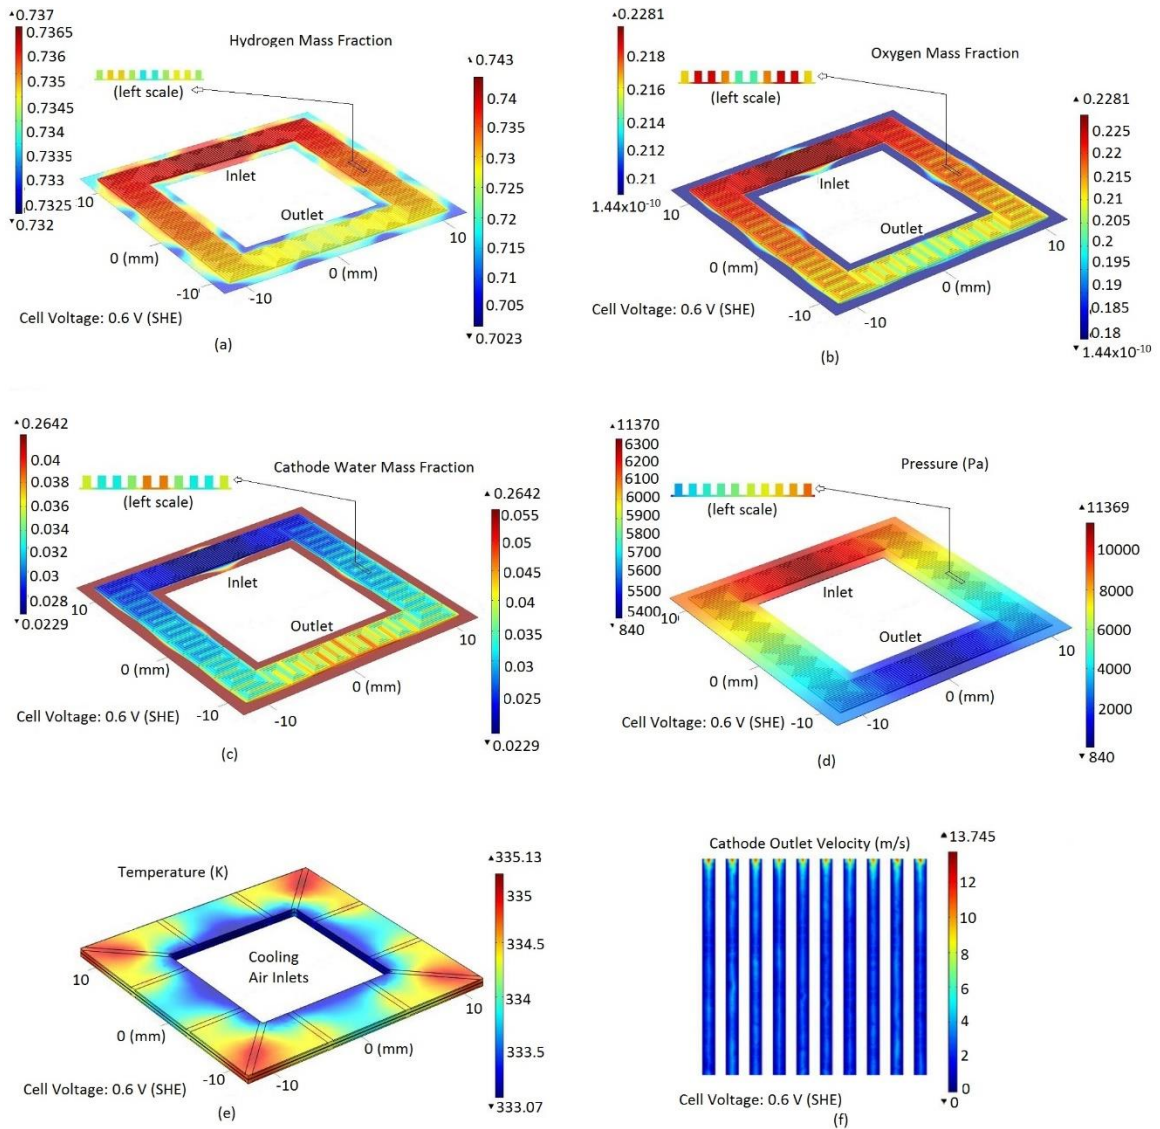 ▲0.737
0.7365
0.736
0.735
0.7345
0.734
0.7335
0.733
0.7325
▼0.732
Hydrogen Mass Fraction
(left scale)
0.743
0.74
0.735
0.73
0.725
0.72
0.715
0.71
0.705
▼0.7023
Inlet
Outlet
10
0 (mm)
-10
-10
0 (mm)
10
Cell Voltage: 0.6 V (SHE)
(a)
▲0.2281
0.218
0.216
0.214
0.212
0.21
1.44x10⁻¹⁰
Oxygen Mass Fraction
(left scale)
▲0.2281
0.225
0.22
0.215
0.21
0.205
0.2
0.195
0.19
0.185
0.18
▼1.44x10⁻¹⁰
Inlet
Outlet
10
0 (mm)
-10
-10
0 (mm)
10
Cell Voltage: 0.6 V (SHE)
(b)
▲0.2642
0.04
0.038
0.036
0.034
0.032
0.03
0.028
▼0.0229
Cathode Water Mass Fraction
(left scale)
▲0.2642
0.055
0.05
0.045
0.04
0.035
0.03
0.025
▼0.0229
Inlet
Outlet
10
0 (mm)
-10
-10
0 (mm)
10
Cell Voltage: 0.6 V (SHE)
(c)
▲11370
6300
6200
6100
6000
5900
5800
5700
5600
5500
5400
▼840
Pressure (Pa)
(left scale)
▲11369
10000
8000
6000
4000
2000
▼840
Inlet
Outlet
10
0 (mm)
-10
-10
0 (mm)
10
Cell Voltage: 0.6 V (SHE)
(d)
Temperature (K)
▲335.13
335
334.5
334
333.5
▼333.07
Cooling
Air Inlets
10
0 (mm)
-10
-10
0 (mm)
10
Cell Voltage: 0.6 V (SHE)
(e)
Cathode Outlet Velocity (m/s)
▲13.745
12
10
8
6
4
2
0
▼0
Cell Voltage: 0.6 V (SHE)
(f)